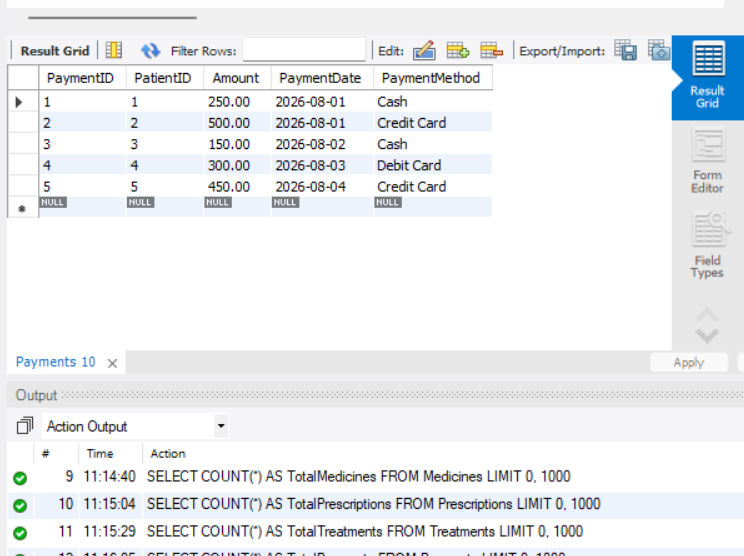 Result Grid Filter Rows: Edit: Export/Import:
Result Grid
Form Editor
Field Types
PaymentID PatientID Amount PaymentDate PaymentMethod
1 1 250.00 2026-08-01 Cash
2 2 500.00 2026-08-01 Credit Card
3 3 150.00 2026-08-02 Cash
4 4 300.00 2026-08-03 Debit Card
5 5 450.00 2026-08-04 Credit Card
NULL NULL NULL NULL NULL
Payments 10
Apply
Output
Action Output
# Time Action
9 11:14:40 SELECT COUNT(*) AS TotalMedicines FROM Medicines LIMIT 0, 1000
10 11:15:04 SELECT COUNT(*) AS TotalPrescriptions FROM Prescriptions LIMIT 0, 1000
11 11:15:29 SELECT COUNT(*) AS TotalTreatments FROM Treatments LIMIT 0, 1000